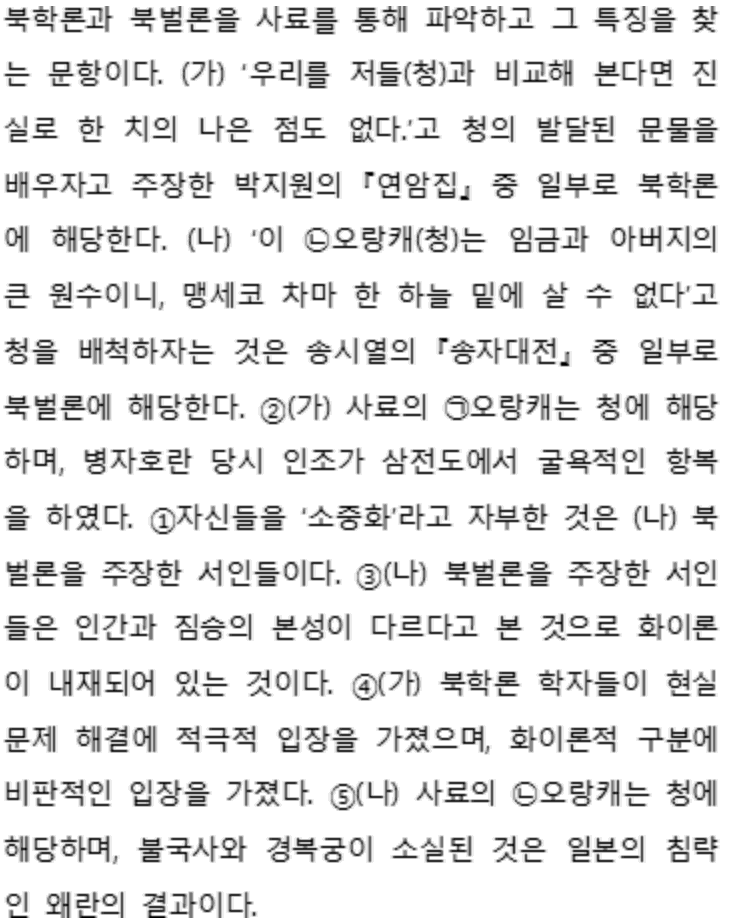 북학론과 북벌론을 사료를 통해 파악하고 그 특징을 찾
는 문항이다. (가) ‘우리를 저들(청)과 비교해 본다면 진
실로 한 치의 나은 점도 없다.’고 청의 발달된 문물을
배우자고 주장한 박지원의 『연암집』 중 일부로 북학론
에 해당한다. (나) ‘이 ㉡오랑캐(청)는 임금과 아버지의
큰 원수이니, 맹세코 차마 한 하늘 밑에 살 수 없다’고
청을 배척하자는 것은 송시열의 『송자대전』 중 일부로
북벌론에 해당한다. ②(가) 사료의 ㉠오랑캐는 청에 해당
하며, 병자호란 당시 인조가 삼전도에서 굴욕적인 항복
을 하였다. ①자신들을 ‘소중화’라고 자부한 것은 (나) 북
벌론을 주장한 서인들이다. ③(나) 북벌론을 주장한 서인
들은 인간과 짐승의 본성이 다르다고 본 것으로 화이론
이 내재되어 있는 것이다. ④(가) 북학론 학자들이 현실
문제 해결에 적극적 입장을 가졌으며, 화이론적 구분에
비판적인 입장을 가졌다. ⑤(나) 사료의 ㉡오랑캐는 청에
해당하며, 불국사와 경복궁이 소실된 것은 일본의 침략
인 왜란의 결과이다.